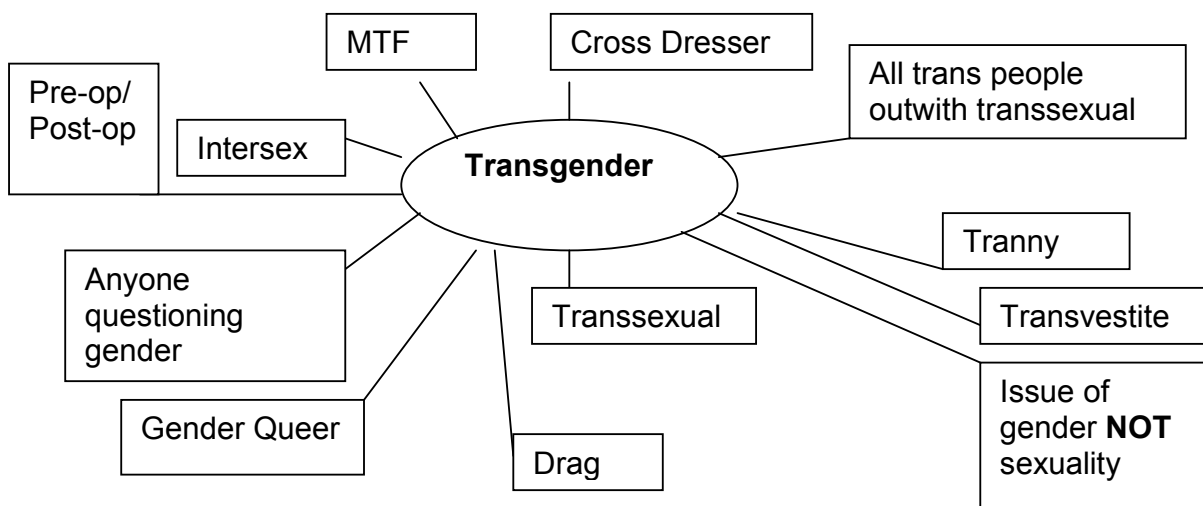 MTF
Cross Dresser
All trans people
outwith transsexual
Pre-op/
Post-op
Intersex
Transgender
Tranny
Anyone
questioning
gender
Transsexual
Transvestite
Issue of
gender NOT
sexuality
Gender Queer
Drag